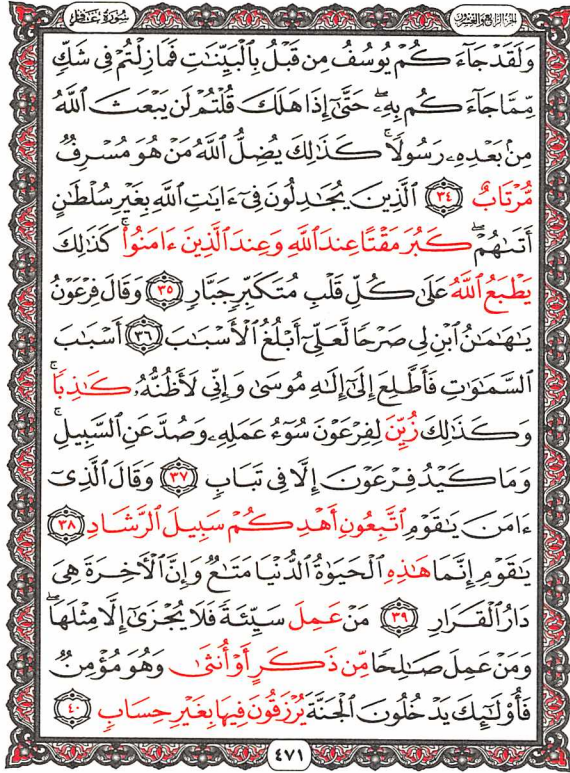 الجزء الرابع والعشرون سورة غافر
وَلَقَدْ جَآءَكُمْ يُوسُفُ مِن قَبْلُ بِٱلْبَيِّنَٰتِ فَمَا زِلْتُمْ فِى شَكٍّ
مِّمَّا جَآءَكُم بِهِۦ ۖ حَتَّىٰٓ إِذَا هَلَكَ قُلْتُمْ لَن يَبْعَثَ ٱللَّهُ
مِنۢ بَعْدِهِۦ رَسُولًا ۚ كَذَٰلِكَ يُضِلُّ ٱللَّهُ مَنْ هُوَ مُسْرِفٌ
مُّرْتَابٌ ٣٤ ٱلَّذِينَ يُجَٰدِلُونَ فِىٓ ءَايَٰتِ ٱللَّهِ بِغَيْرِ سُلْطَٰنٍ
أَتَىٰهُمْ ۖ كَبُرَ مَقْتًا عِندَ ٱللَّهِ وَعِندَ ٱلَّذِينَ ءَامَنُوا۟ ۚ كَذَٰلِكَ
يَطْبَعُ ٱللَّهُ عَلَىٰ كُلِّ قَلْبِ مُتَكَبِّرٍ جَبَّارٍ ٣٥ وَقَالَ فِرْعَوْنُ
يَٰهَٰمَٰنُ ٱبْنِ لِى صَرْحًا لَّعَلِّىٓ أَبْلُغُ ٱلْأَسْبَٰبَ ٣٦ أَسْبَٰبَ
ٱلسَّمَٰوَٰتِ فَأَطَّلِعَ إِلَىٰٓ إِلَٰهِ مُوسَىٰ وَإِنِّى لَأَظُنُّهُۥ كَٰذِبًا ۚ
وَكَذَٰلِكَ زُيِّنَ لِفِرْعَوْنَ سُوٓءُ عَمَلِهِۦ وَصُدَّ عَنِ ٱلسَّبِيلِ ۚ
وَمَا كَيْدُ فِرْعَوْنَ إِلَّا فِى تَبَابٍ ٣٧ وَقَالَ ٱلَّذِىٓ
ءَامَنَ يَٰقَوْمِ ٱتَّبِعُونِ أَهْدِكُمْ سَبِيلَ ٱلرَّشَادِ ٣٨
يَٰقَوْمِ إِنَّمَا هَٰذِهِ ٱلْحَيَوٰةُ ٱلدُّنْيَا مَتَٰعٌ وَإِنَّ ٱلْءَاخِرَةَ هِىَ
دَارُ ٱلْقَرَارِ ٣٩ مَنْ عَمِلَ سَيِّئَةً فَلَا يُجْزَىٰٓ إِلَّا مِثْلَهَا ۖ
وَمَنْ عَمِلَ صَٰلِحًا مِّن ذَكَرٍ أَوْ أُنثَىٰ وَهُوَ مُؤْمِنٌ
فَأُو۟لَٰٓئِكَ يَدْخُلُونَ ٱلْجَنَّةَ يُرْزَقُونَ فِيهَا بِغَيْرِ حِسَابٍ ٤٠
٤٧١